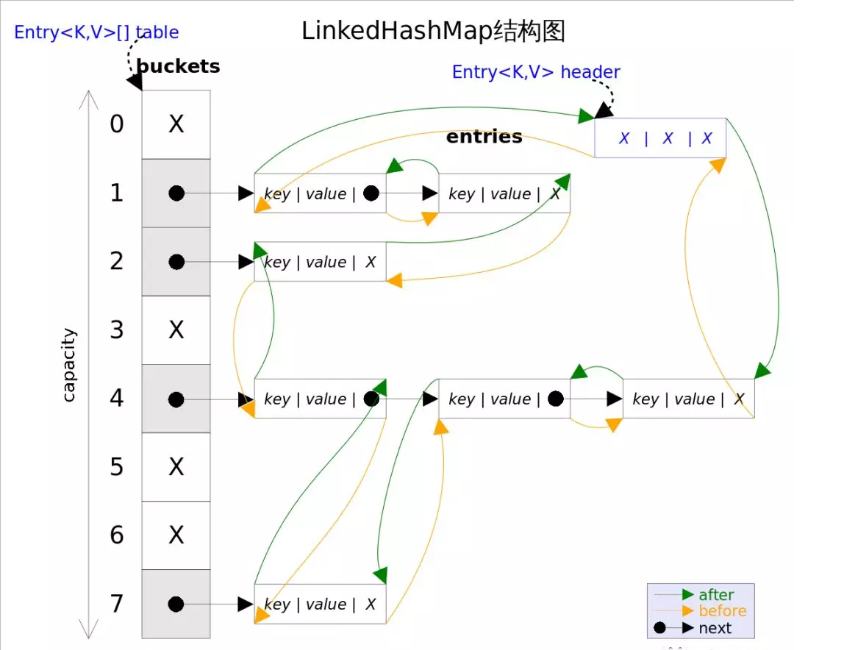 LinkedHashMap结构图
Entry<K,V>[] table
buckets
Entry<K,V> header
entries
capacity
0 X
X | X | X
1 key | value | key | value | X
2 key | value | X
3 X
4 key | value | key | value | key | value | X
5 X
6 X
7 key | value | X
after
before
next